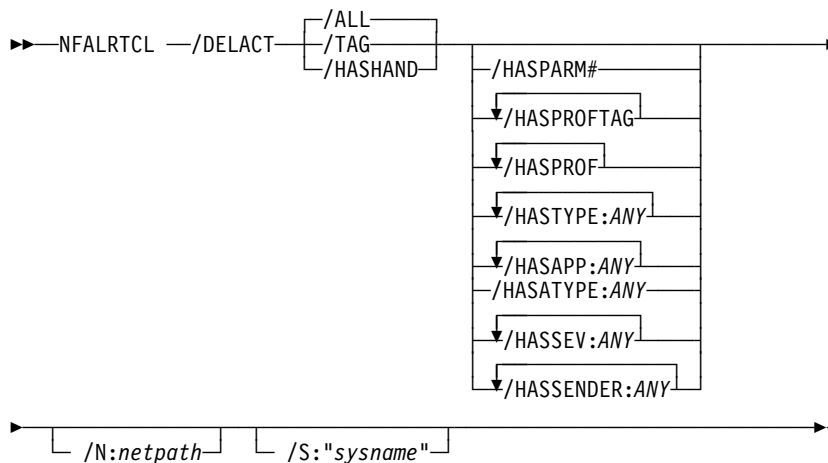 /ALL
NFALRTCL /DELACT /TAG
/HASHAND
/HASPARM#
/HASPROFTAG
/HASPROF
/HASTYPE:ANY
/HASAPP:ANY
/HASATYPE:ANY
/HASSEV:ANY
/HASSENDER:ANY
/N:netpath /S:"sysname"